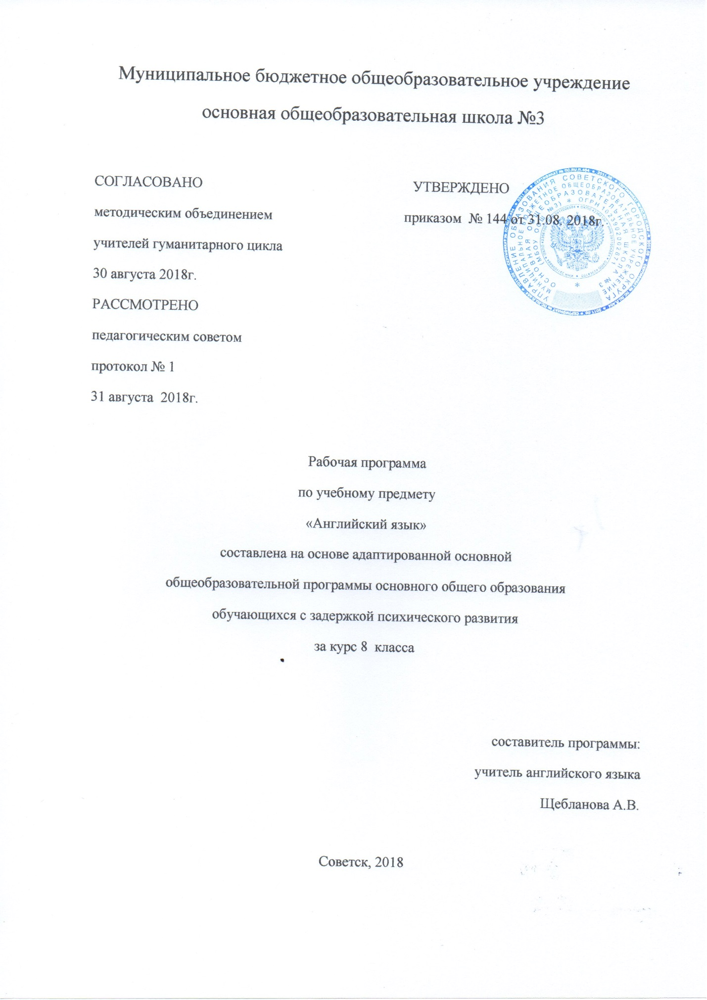 Муниципальное бюджетное общеобразовательное учреждение
основная общеобразовательная школа №3
СОГЛАСОВАНО
методическим объединением
учителей гуманитарного цикла
30 августа 2018г.
РАССМОТРЕНО
педагогическим советом
протокол № 1
31 августа 2018г.
УТВЕРЖДЕНО
приказом № 144 от 31.08. 2018г.
УПРАВЛЕНИЕ ОБРАЗОВАНИЯ СОВЕТСКОГО ГОРОДСКОГО ОКРУГА
МУНИЦИПАЛЬНОЕ БЮДЖЕТНОЕ ОБЩЕОБРАЗОВАТЕЛЬНОЕ УЧРЕЖДЕНИЕ
ОСНОВНАЯ ОБЩЕОБРАЗОВАТЕЛЬНАЯ ШКОЛА №3
(МБОУ ООШ №3) * ОГРН 1023902002871
Рабочая программа
по учебному предмету
«Английский язык»
составлена на основе адаптированной основной
общеобразовательной программы основного общего образования
обучающихся с задержкой психического развития
за курс 8 класса
составитель программы:
учитель английского языка
Щебланова А.В.
Советск, 2018